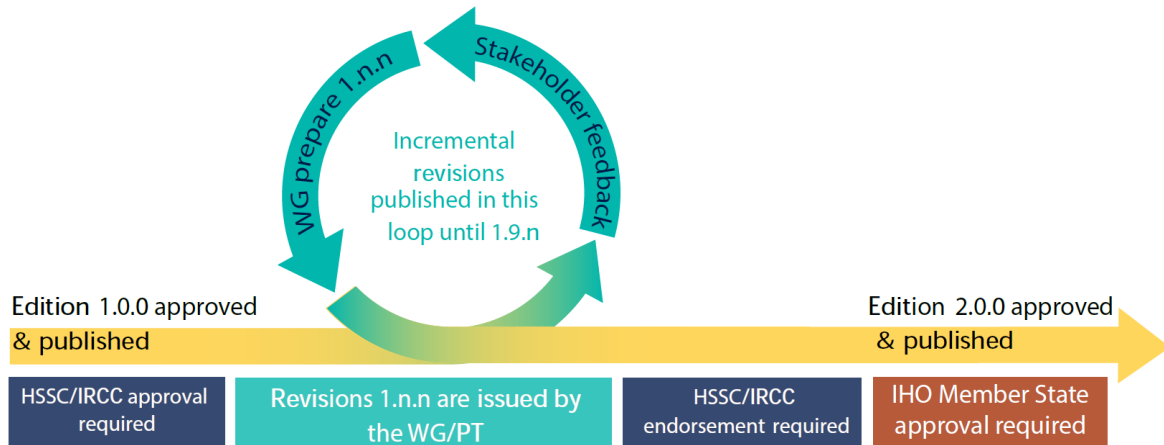 WG prepare 1.n.n
Stakeholder feedback
Incremental
revisions
published in this
loop until 1.9.n
Edition 1.0.0 approved
& published
Edition 2.0.0 approved
& published
HSSC/IRCC approval
required
Revisions 1.n.n are issued by
the WG/PT
HSSC/IRCC
endorsement required
IHO Member State
approval required